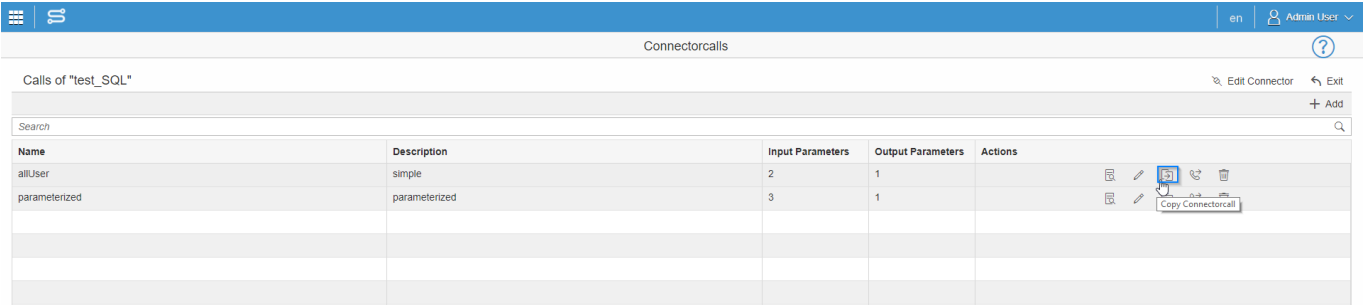 en Admin User
Connectorcalls
?
Calls of "test_SQL" Edit Connector Exit
+ Add
Search
Name Description Input Parameters Output Parameters Actions
allUser simple 2 1
parameterized parameterized 3 1
Copy Connectorcall